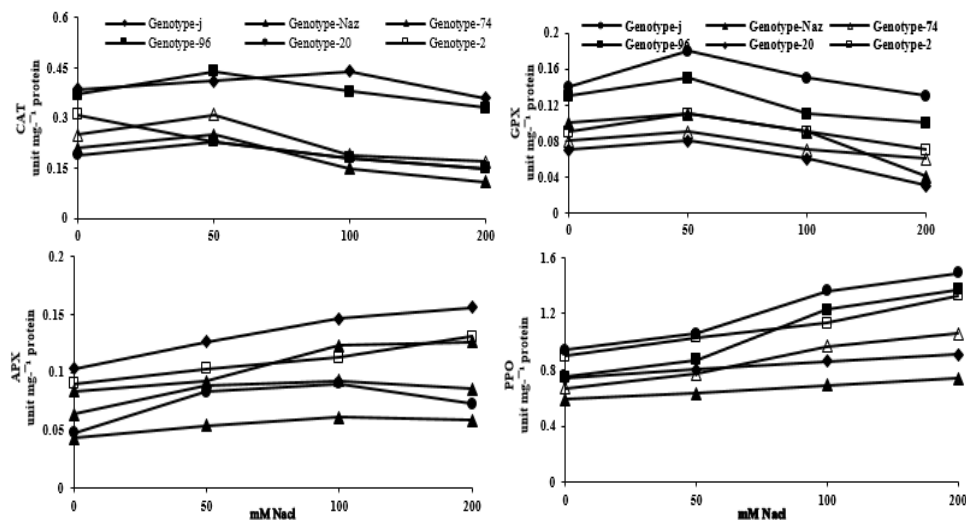 0.6
Genotype-j Genotype-Naz Genotype-74
Genotype-96 Genotype-20 Genotype-2
0.45
0.3
0.15
0
CAT
unit mg-¯¹ protein
0 50 100 200
Genotype-j Genotype-Naz Genotype-74
Genotype-96 Genotype-20 Genotype-2
0.2
0.16
0.12
0.08
0.04
0
GPX
unit mg-¯¹ protein
0 50 100 200
0.2
0.15
0.1
0.05
0
APX
unit mg-¯¹ protein
0 50 100 200
mM Nacl
1.6
1.2
0.8
0.4
0
PPO
unit mg-¯¹ protein
0 50 100 200
mM Nacl